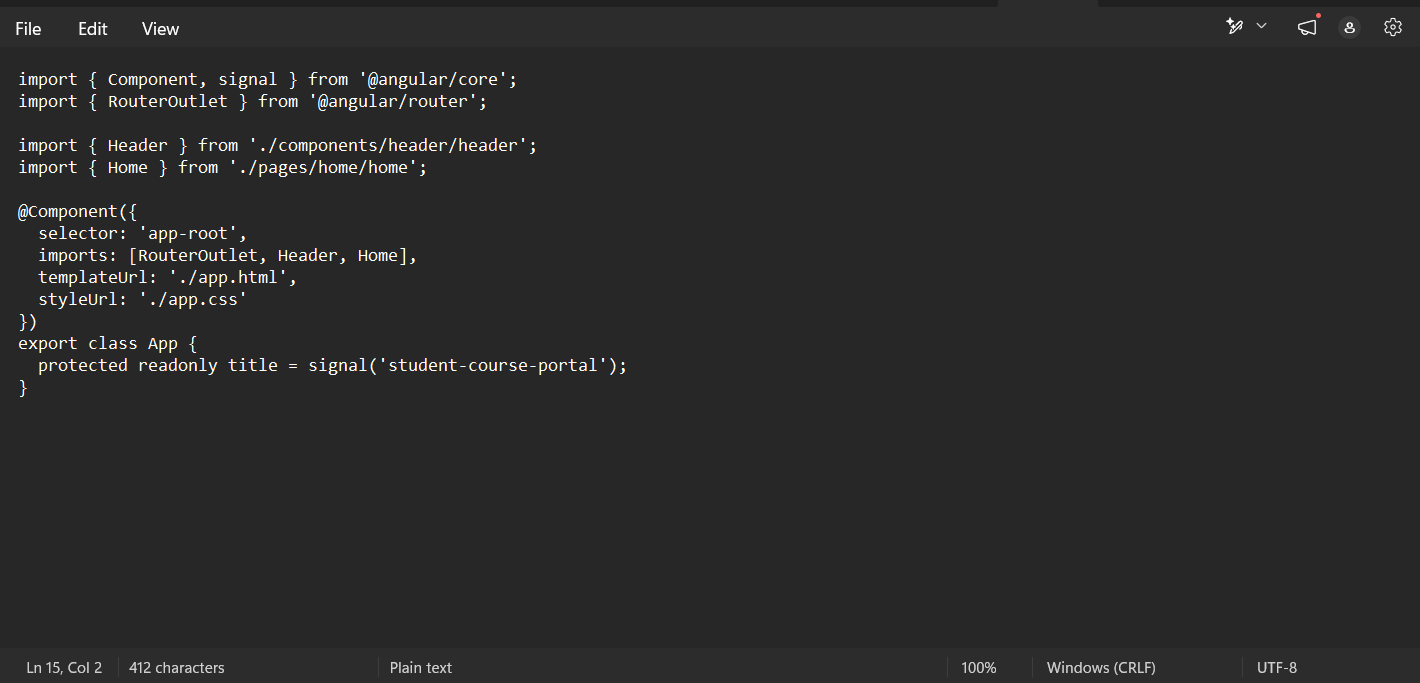 File Edit View
import { Component, signal } from '@angular/core';
import { RouterOutlet } from '@angular/router';

import { Header } from './components/header/header';
import { Home } from './pages/home/home';

@Component({
  selector: 'app-root',
  imports: [RouterOutlet, Header, Home],
  templateUrl: './app.html',
  styleUrl: './app.css'
})
export class App {
  protected readonly title = signal('student-course-portal');
}
Ln 15, Col 2 412 characters Plain text 100% Windows (CRLF) UTF-8